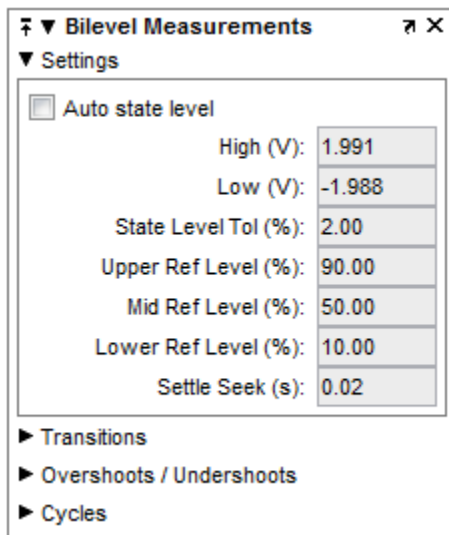 Bilevel Measurements
Settings
Auto state level
High (V): 1.991
Low (V): -1.988
State Level Tol (%): 2.00
Upper Ref Level (%): 90.00
Mid Ref Level (%): 50.00
Lower Ref Level (%): 10.00
Settle Seek (s): 0.02
Transitions
Overshoots / Undershoots
Cycles